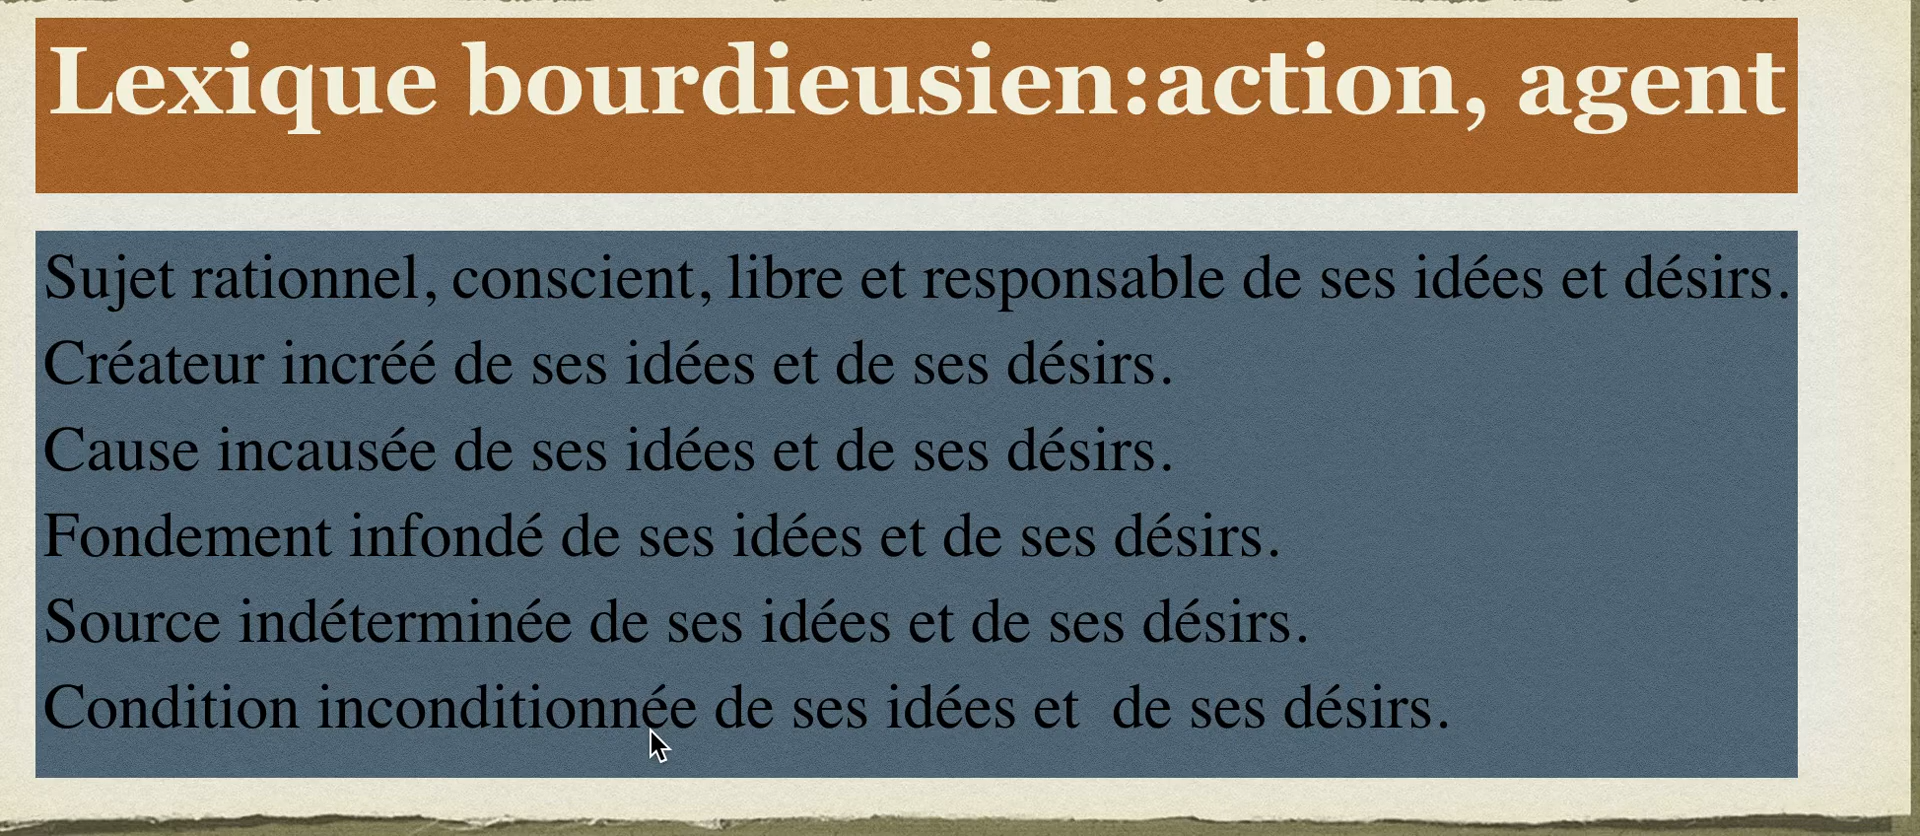 Lexique bourdieusien:action, agent
Sujet rationnel, conscient, libre et responsable de ses idées et désirs.
Créateur incréé de ses idées et de ses désirs.
Cause incausée de ses idées et de ses désirs.
Fondement infondé de ses idées et de ses désirs.
Source indéterminée de ses idées et de ses désirs.
Condition inconditionnée de ses idées et  de ses désirs.